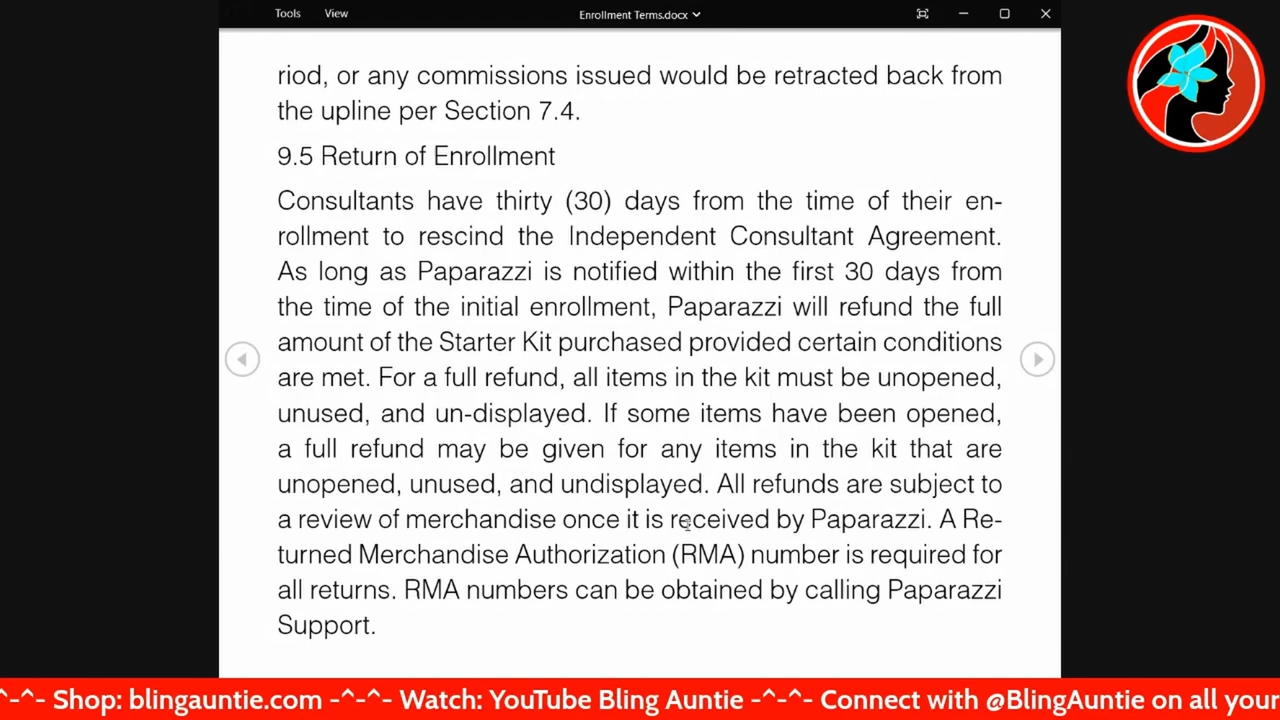 Tools View Enrollment Terms.docx
riod, or any commissions issued would be retracted back from
the upline per Section 7.4.
9.5 Return of Enrollment
Consultants have thirty (30) days from the time of their en-
rollment to rescind the Independent Consultant Agreement.
As long as Paparazzi is notified within the first 30 days from
the time of the initial enrollment, Paparazzi will refund the full
amount of the Starter Kit purchased provided certain conditions
are met. For a full refund, all items in the kit must be unopened,
unused, and un-displayed. If some items have been opened,
a full refund may be given for any items in the kit that are
unopened, unused, and undisplayed. All refunds are subject to
a review of merchandise once it is received by Paparazzi. A Re-
turned Merchandise Authorization (RMA) number is required for
all returns. RMA numbers can be obtained by calling Paparazzi
Support.
^-^- Shop: blingauntie.com -^-^- Watch: YouTube Bling Auntie -^-^- Connect with @BlingAuntie on all your